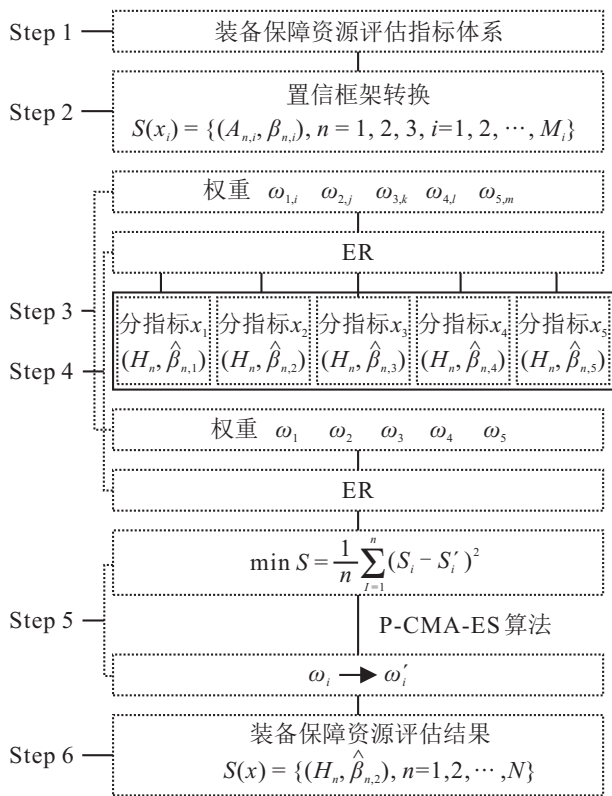 Step 1
装备保障资源评估指标体系
Step 2
置信框架转换
S(x_i) = {(A_{n,i}, β_{n,i}), n = 1, 2, 3, i=1, 2, ⋯, M_i}
权重 ω_{1,i} ω_{2,j} ω_{3,k} ω_{4,l} ω_{5,m}
ER
Step 3
分指标x_1 分指标x_2 分指标x_3 分指标x_4 分指标x_5
(H_n, β̂_{n,1}) (H_n, β̂_{n,2}) (H_n, β̂_{n,3}) (H_n, β̂_{n,4}) (H_n, β̂_{n,5})
Step 4
权重 ω_1 ω_2 ω_3 ω_4 ω_5
ER
min S = \frac{1}{n} \sum_{I=1}^{n} (S_i − S_i′)^2
Step 5
P-CMA-ES 算法
ω_i → ω_i′
装备保障资源评估结果
Step 6
S(x) = {(H_n, β̂_{n,2}), n=1,2, ⋯, N}